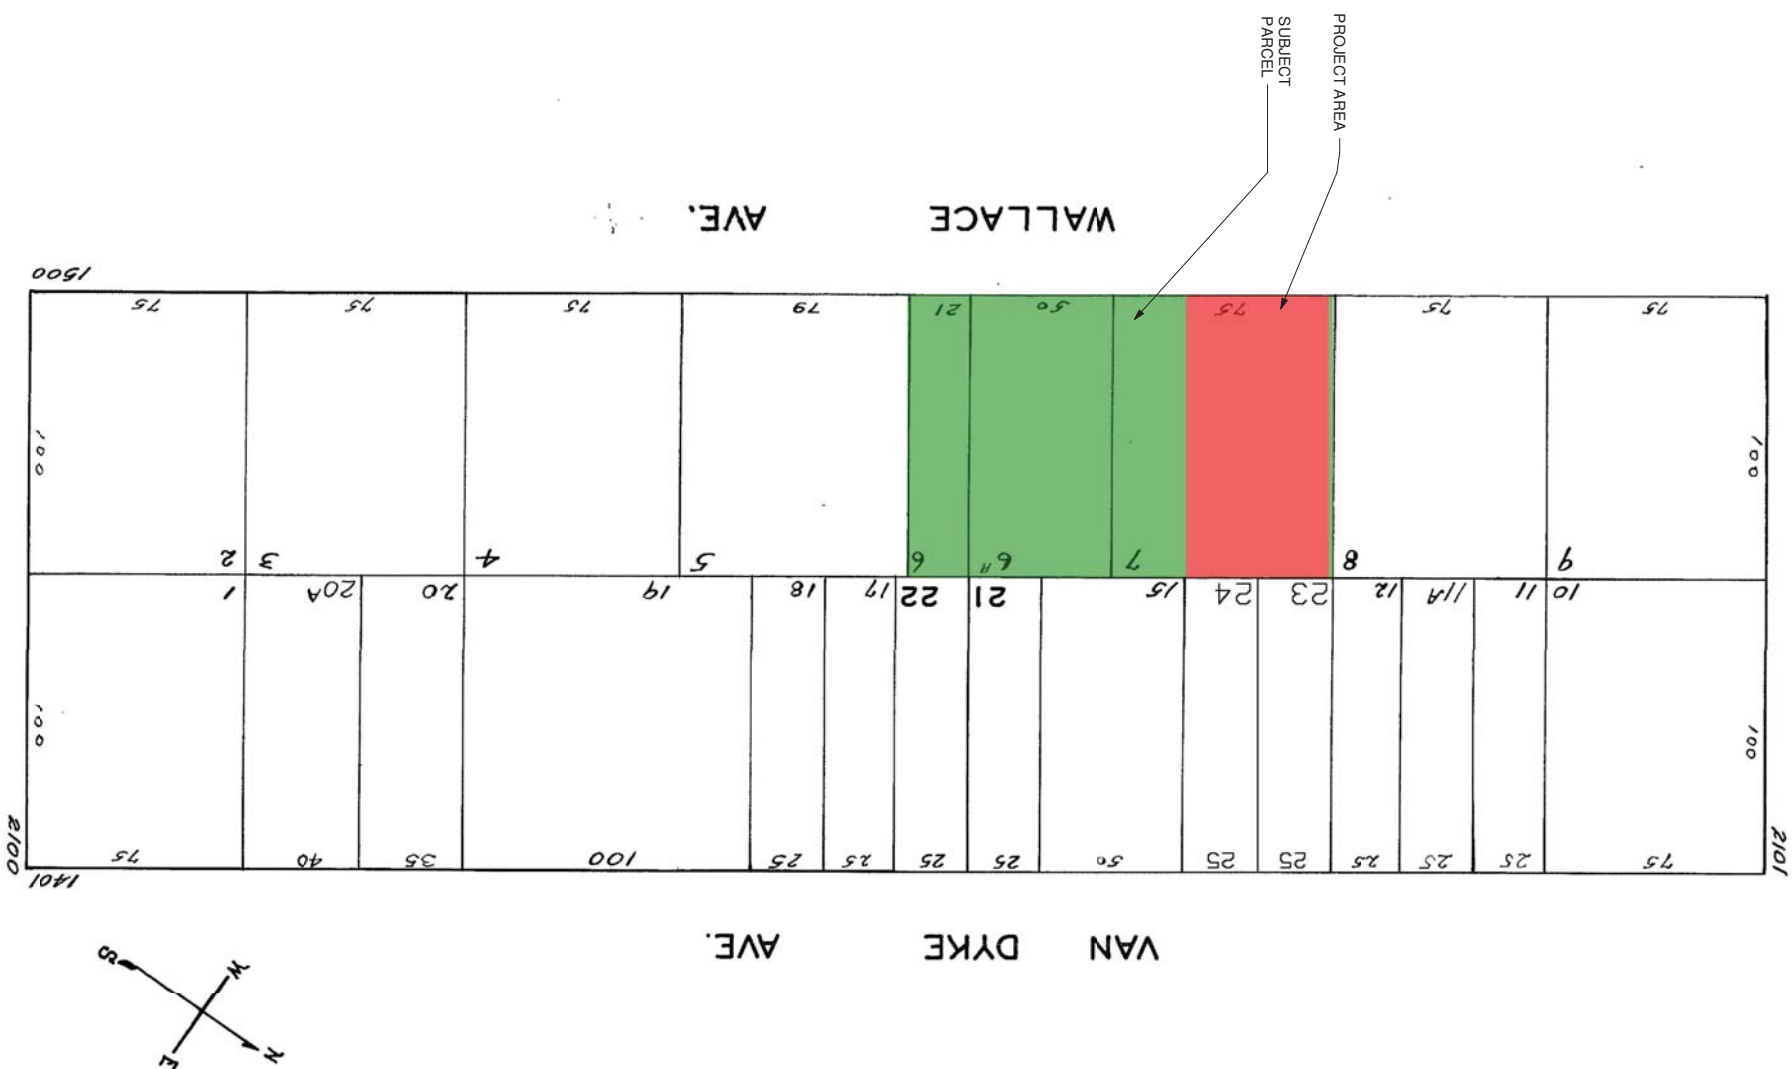 PROJECT AREA
SUBJECT
PARCEL
WALLACE AVE.
1500
75 75 75 79 21 50 75 75 75
100 100
2 3 4 5 6 6A 7 8 9
1 20A 20 19 18 17 22 21 15 24 23 12 11A 11 10
100 100
75 40 35 100 25 25 25 25 50 25 25 25 25 25 75
2100 2101
1401
VAN DYKE AVE.
S W
E N